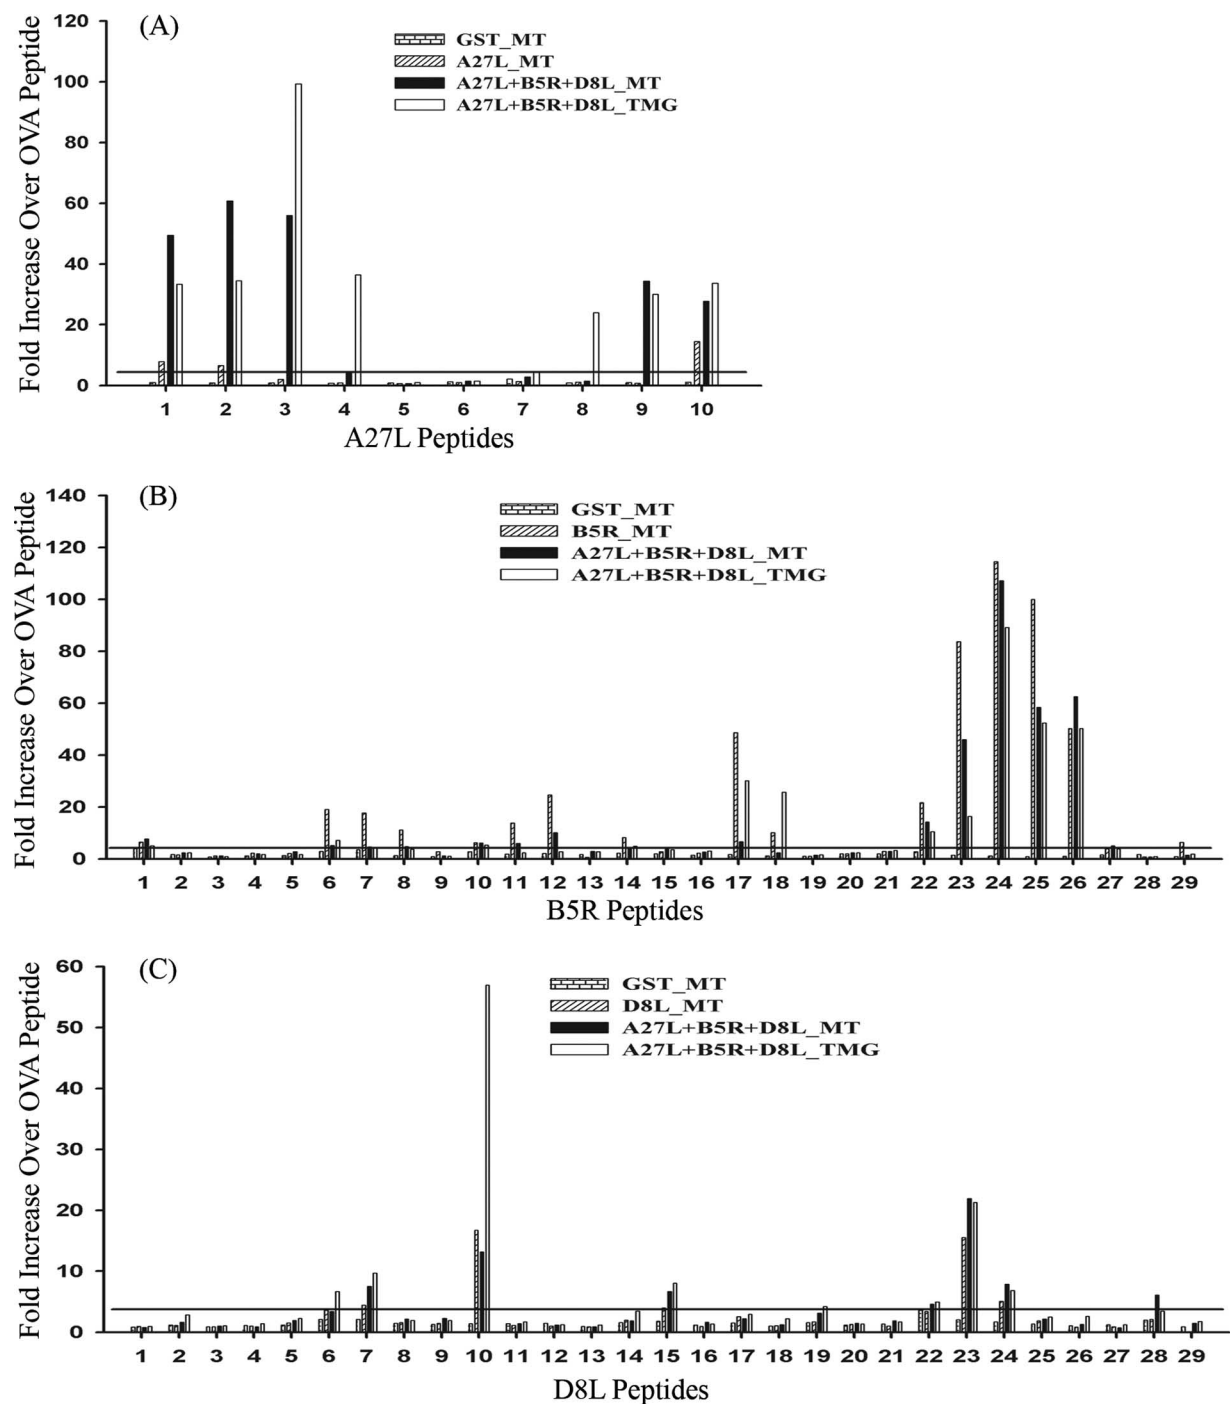 (A)
Fold Increase Over OVA Peptide
120
100
80
60
40
20
0
GST_MT
A27L_MT
A27L+B5R+D8L_MT
A27L+B5R+D8L_TMG
1 2 3 4 5 6 7 8 9 10
A27L Peptides
(B)
Fold Increase Over OVA Peptide
140
120
100
80
60
40
20
0
GST_MT
B5R_MT
A27L+B5R+D8L_MT
A27L+B5R+D8L_TMG
1 2 3 4 5 6 7 8 9 10 11 12 13 14 15 16 17 18 19 20 21 22 23 24 25 26 27 28 29
B5R Peptides
(C)
Fold Increase Over OVA Peptide
60
50
40
30
20
10
0
GST_MT
D8L_MT
A27L+B5R+D8L_MT
A27L+B5R+D8L_TMG
1 2 3 4 5 6 7 8 9 10 11 12 13 14 15 16 17 18 19 20 21 22 23 24 25 26 27 28 29
D8L Peptides